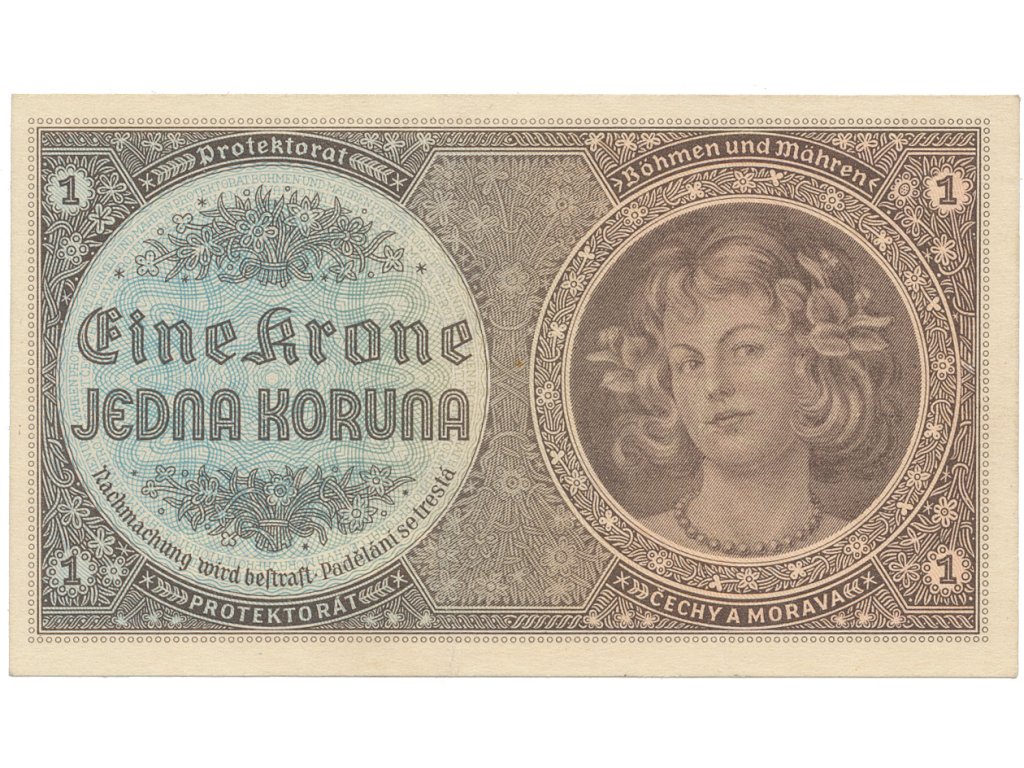 Protektorat
Böhmen und Mähren
1
1
Eine Krone
JEDNA KORUNA
Nachmachung wird bestraft · Padělání se trestá
1
1
PROTEKTORÁT
ČECHY A MORAVA